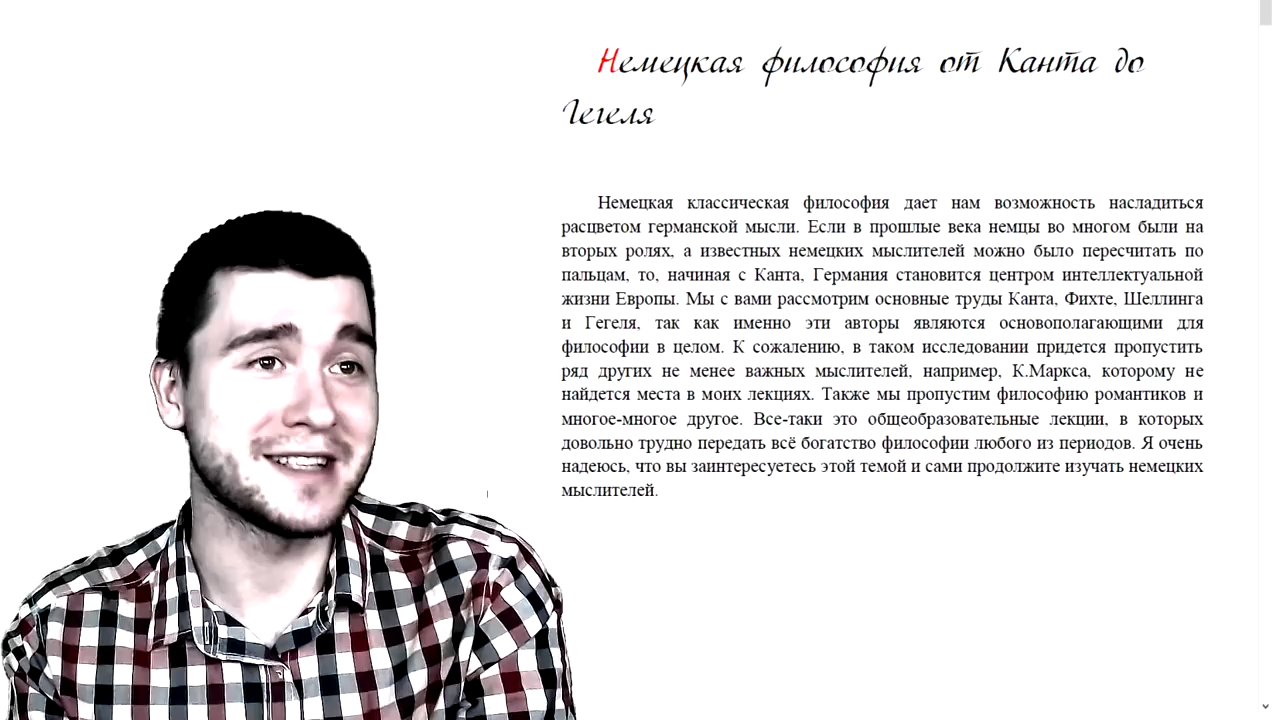 Немецкая философия от Канта до
Гегеля
Немецкая классическая философия дает нам возможность насладиться
расцветом германской мысли. Если в прошлые века немцы во многом были на
вторых ролях, а известных немецких мыслителей можно было пересчитать по
пальцам, то, начиная с Канта, Германия становится центром интеллектуальной
жизни Европы. Мы с вами рассмотрим основные труды Канта, Фихте, Шеллинга
и Гегеля, так как именно эти авторы являются основополагающими для
философии в целом. К сожалению, в таком исследовании придется пропустить
ряд других не менее важных мыслителей, например, К.Маркса, которому не
найдется места в моих лекциях. Также мы пропустим философию романтиков и
многое-многое другое. Все-таки это общеобразовательные лекции, в которых
довольно трудно передать всё богатство философии любого из периодов. Я очень
надеюсь, что вы заинтересуетесь этой темой и сами продолжите изучать немецких
мыслителей.